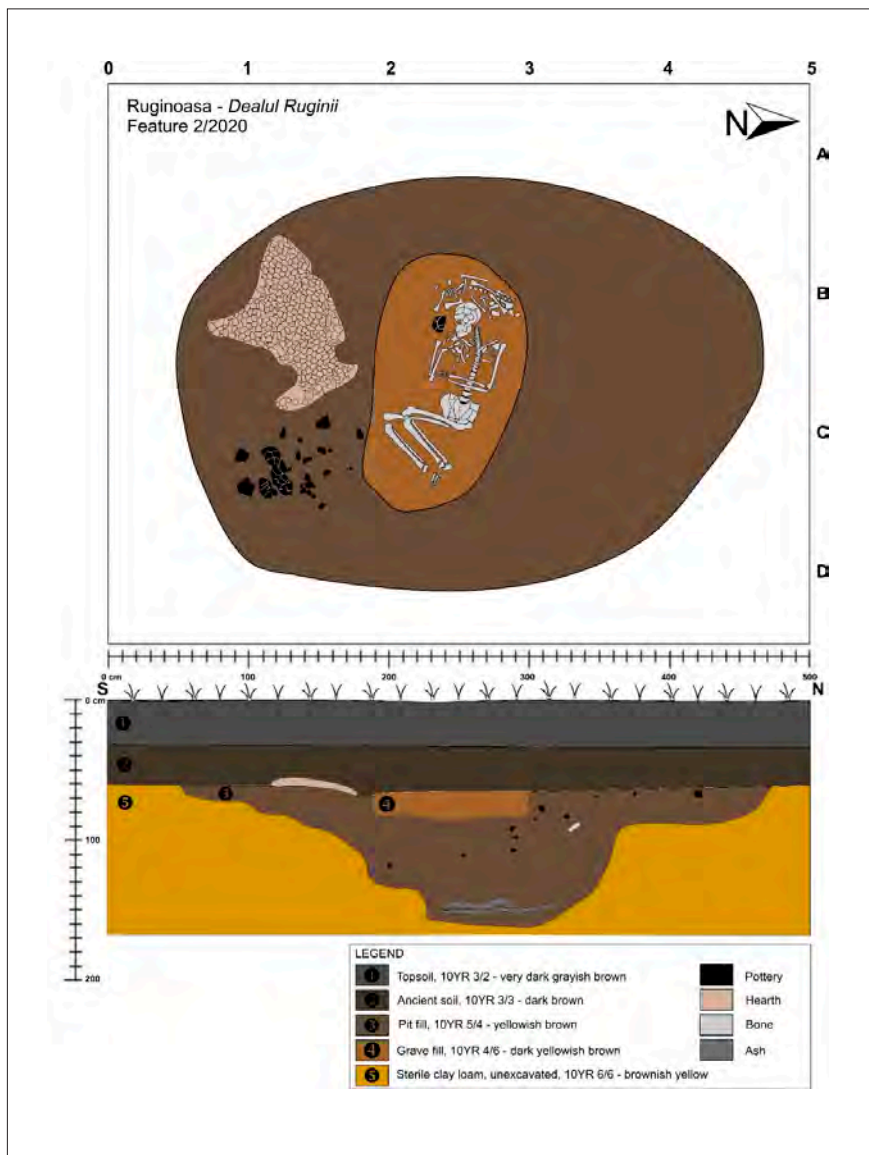 0 1 2 3 4 5
Ruginoasa - Dealul Ruginii
Feature 2/2020
N
A
B
C
D
0 cm 100 200 300 400 500
S N
0 cm
100
200
1
2
3
4
5
LEGEND
1 Topsoil, 10YR 3/2 - very dark grayish brown
2 Ancient soil, 10YR 3/3 - dark brown
3 Pit fill, 10YR 5/4 - yellowish brown
4 Grave fill, 10YR 4/6 - dark yellowish brown
5 Sterile clay loam, unexcavated, 10YR 6/6 - brownish yellow
Pottery
Hearth
Bone
Ash